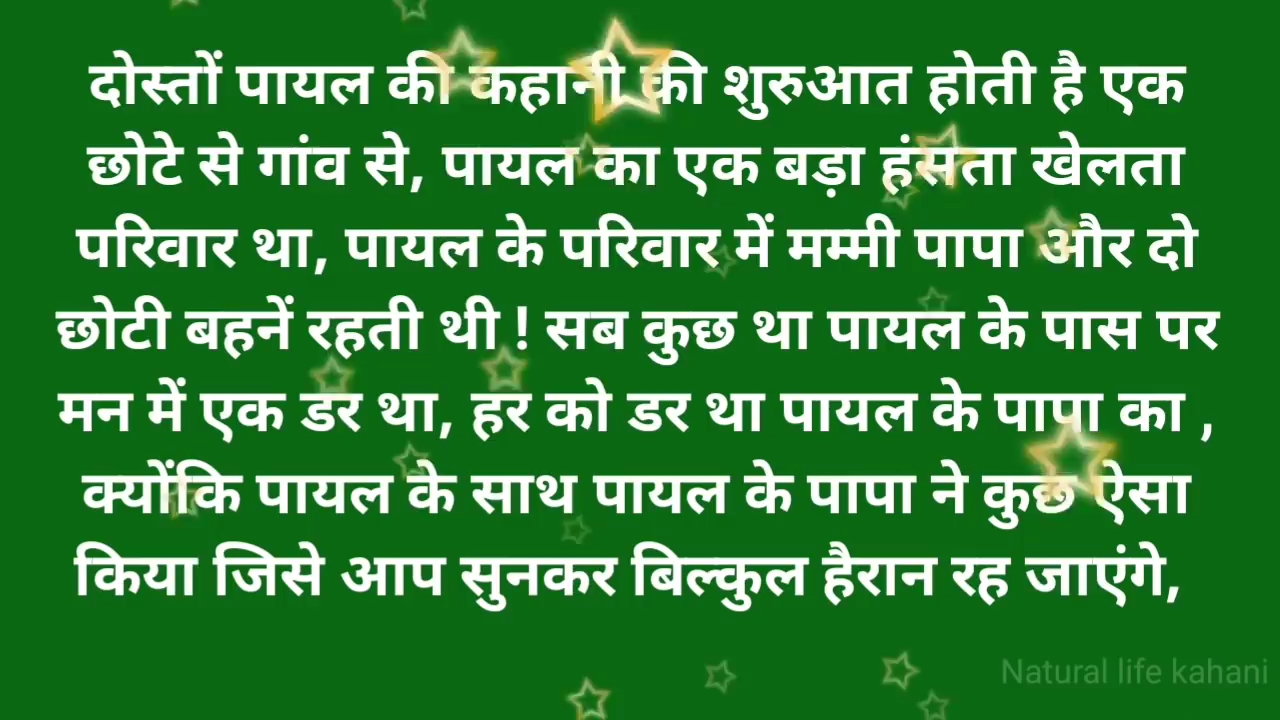 दोस्तों पायल की कहानी की शुरुआत होती है एक
छोटे से गांव से, पायल का एक बड़ा हंसता खेलता
परिवार था, पायल के परिवार में मम्मी पापा और दो
छोटी बहनें रहती थी ! सब कुछ था पायल के पास पर
मन में एक डर था, हर को डर था पायल के पापा का ,
क्योंकि पायल के साथ पायल के पापा ने कुछ ऐसा
किया जिसे आप सुनकर बिल्कुल हैरान रह जाएंगे,
Natural life kahani